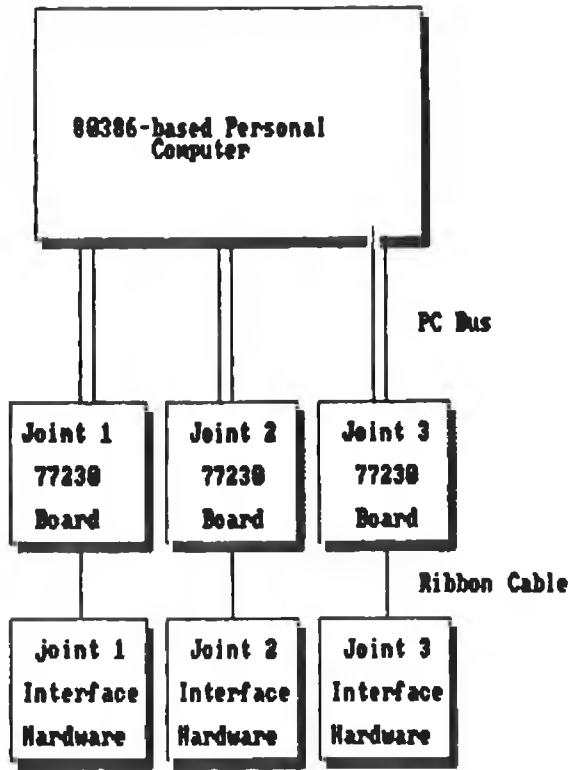 80386-based Personal
Computer
PC Bus
Joint 1
77230
Board
Joint 2
77230
Board
Joint 3
77230
Board
Ribbon Cable
joint 1
Interface
Hardware
Joint 2
Interface
Hardware
Joint 3
Interface
Hardware